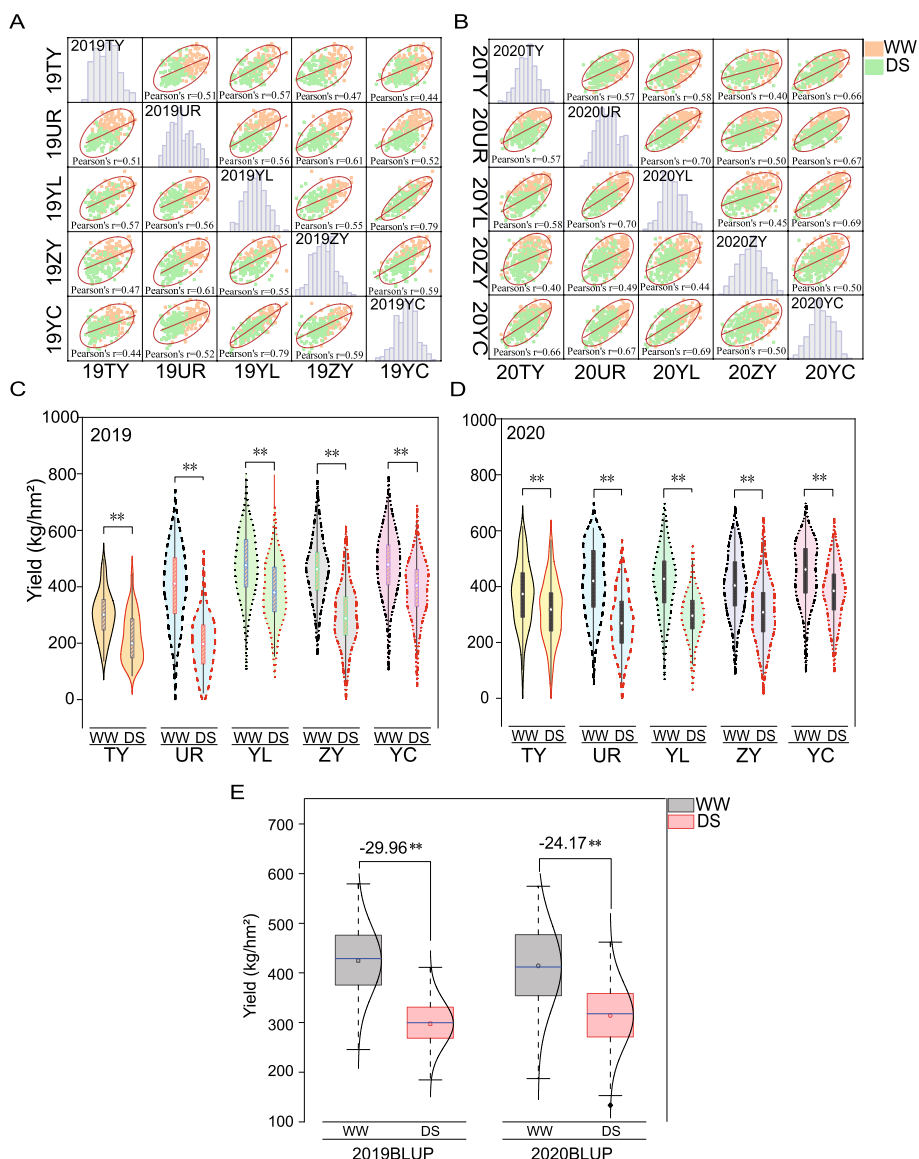 A
19TY
2019TY
Pearson's r=0.51
Pearson's r=0.57
Pearson's r=0.47
Pearson's r=0.44
19UR
Pearson's r=0.51
2019UR
Pearson's r=0.56
Pearson's r=0.61
Pearson's r=0.52
19YL
Pearson's r=0.57
Pearson's r=0.56
2019YL
Pearson's r=0.55
Pearson's r=0.79
19ZY
Pearson's r=0.47
Pearson's r=0.61
Pearson's r=0.55
2019ZY
Pearson's r=0.59
19YC
Pearson's r=0.44
Pearson's r=0.52
Pearson's r=0.79
Pearson's r=0.59
2019YC
19TY 19UR 19YL 19ZY 19YC
B
WW
DS
20TY
2020TY
Pearson's r=0.57
Pearson's r=0.58
Pearson's r=0.40
Pearson's r=0.66
20UR
Pearson's r=0.57
2020UR
Pearson's r=0.70
Pearson's r=0.50
Pearson's r=0.67
20YL
Pearson's r=0.58
Pearson's r=0.70
2020YL
Pearson's r=0.45
Pearson's r=0.69
20ZY
Pearson's r=0.40
Pearson's r=0.49
Pearson's r=0.44
2020ZY
Pearson's r=0.50
20YC
Pearson's r=0.66
Pearson's r=0.67
Pearson's r=0.69
Pearson's r=0.50
2020YC
20TY 20UR 20YL 20ZY 20YC
C
2019
Yield (kg/hm²)
1000
800
600
400
200
0
** ** ** ** **
WW DS WW DS WW DS WW DS WW DS
TY UR YL ZY YC
D
2020
1000
800
600
400
200
0
** ** ** ** **
WW DS WW DS WW DS WW DS WW DS
TY UR YL ZY YC
E
WW
DS
Yield (kg/hm²)
700
600
500
400
300
200
100
-29.96**
-24.17**
WW DS WW DS
2019BLUP 2020BLUP